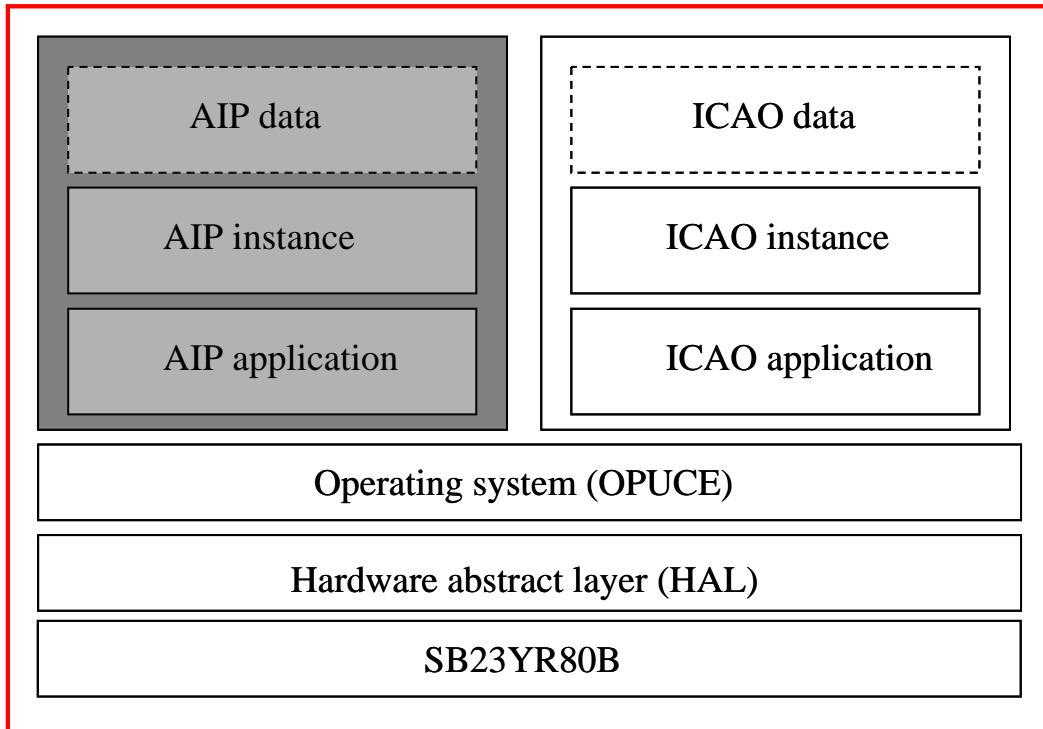 AIP data
AIP instance
AIP application
ICAO data
ICAO instance
ICAO application
Operating system (OPUCE)
Hardware abstract layer (HAL)
SB23YR80B